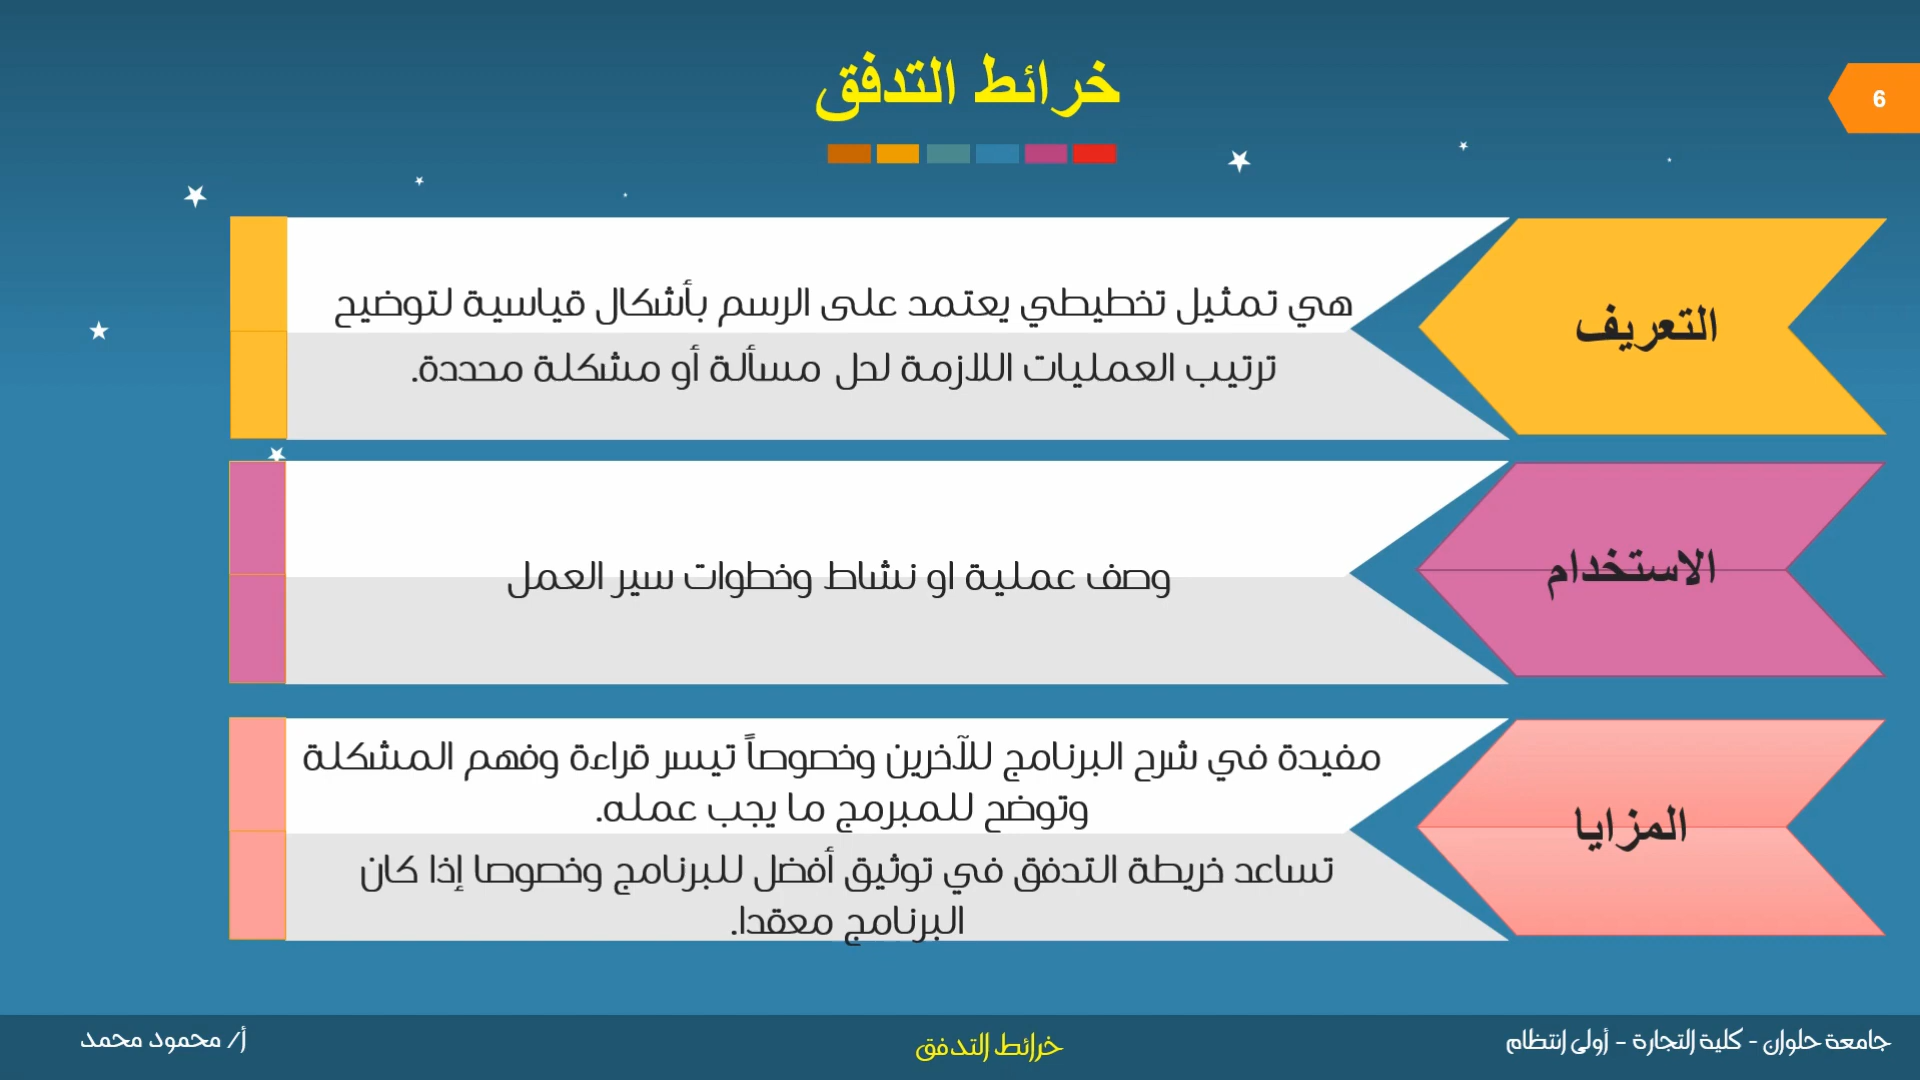 خرائط التدفق
6
التعريف
هي تمثيل تخطيطي يعتمد على الرسم بأشكال قياسية لتوضيح
ترتيب العمليات اللازمة لحل مسألة أو مشكلة محددة.
الاستخدام
وصف عملية او نشاط وخطوات سير العمل
المزايا
مفيدة في شرح البرنامج للآخرين وخصوصاً تيسر قراءة وفهم المشكلة
وتوضح للمبرمج ما يجب عمله.
تساعد خريطة التدفق في توثيق أفضل للبرنامج وخصوصا إذا كان
البرنامج معقدا.
جامعة حلوان - كلية التجارة - أولى انتظام
خرائط التدفق
أ/ محمود محمد